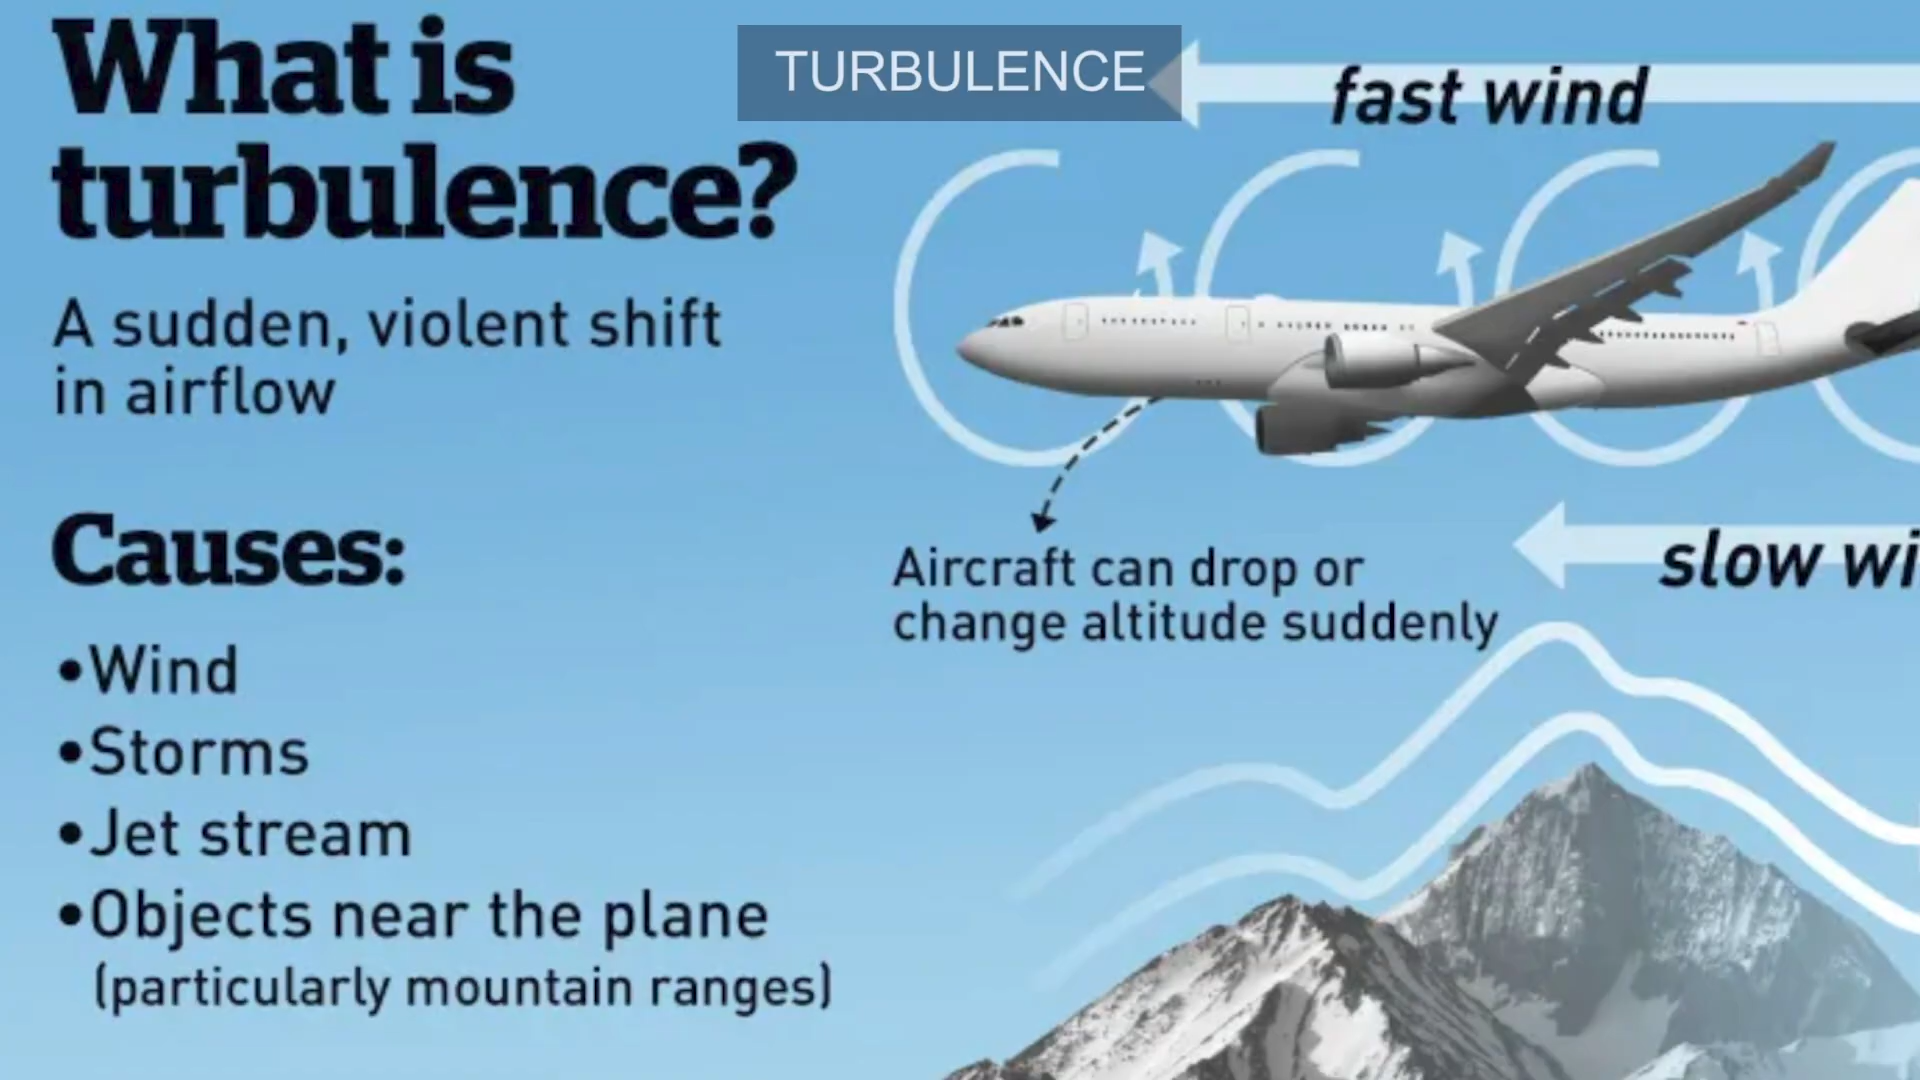 What is
turbulence?
A sudden, violent shift
in airflow
Causes:
•Wind
•Storms
•Jet stream
•Objects near the plane
(particularly mountain ranges)
TURBULENCE
fast wind
Aircraft can drop or
change altitude suddenly
slow